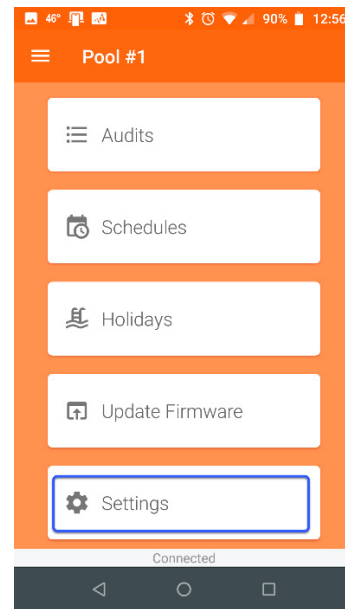 46° 90% 12:56
Pool #1
Audits
Schedules
Holidays
Update Firmware
Settings
Connected